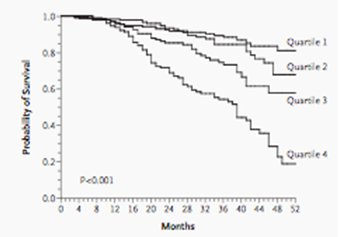 1.0
Quartile 1
0.8
Quartile 2
0.6
Quartile 3
0.4
Quartile 4
0.2
P<0.001
0.0
0 4 8 12 16 20 24 28 32 36 40 44 48 52
Probability of Survival
Months